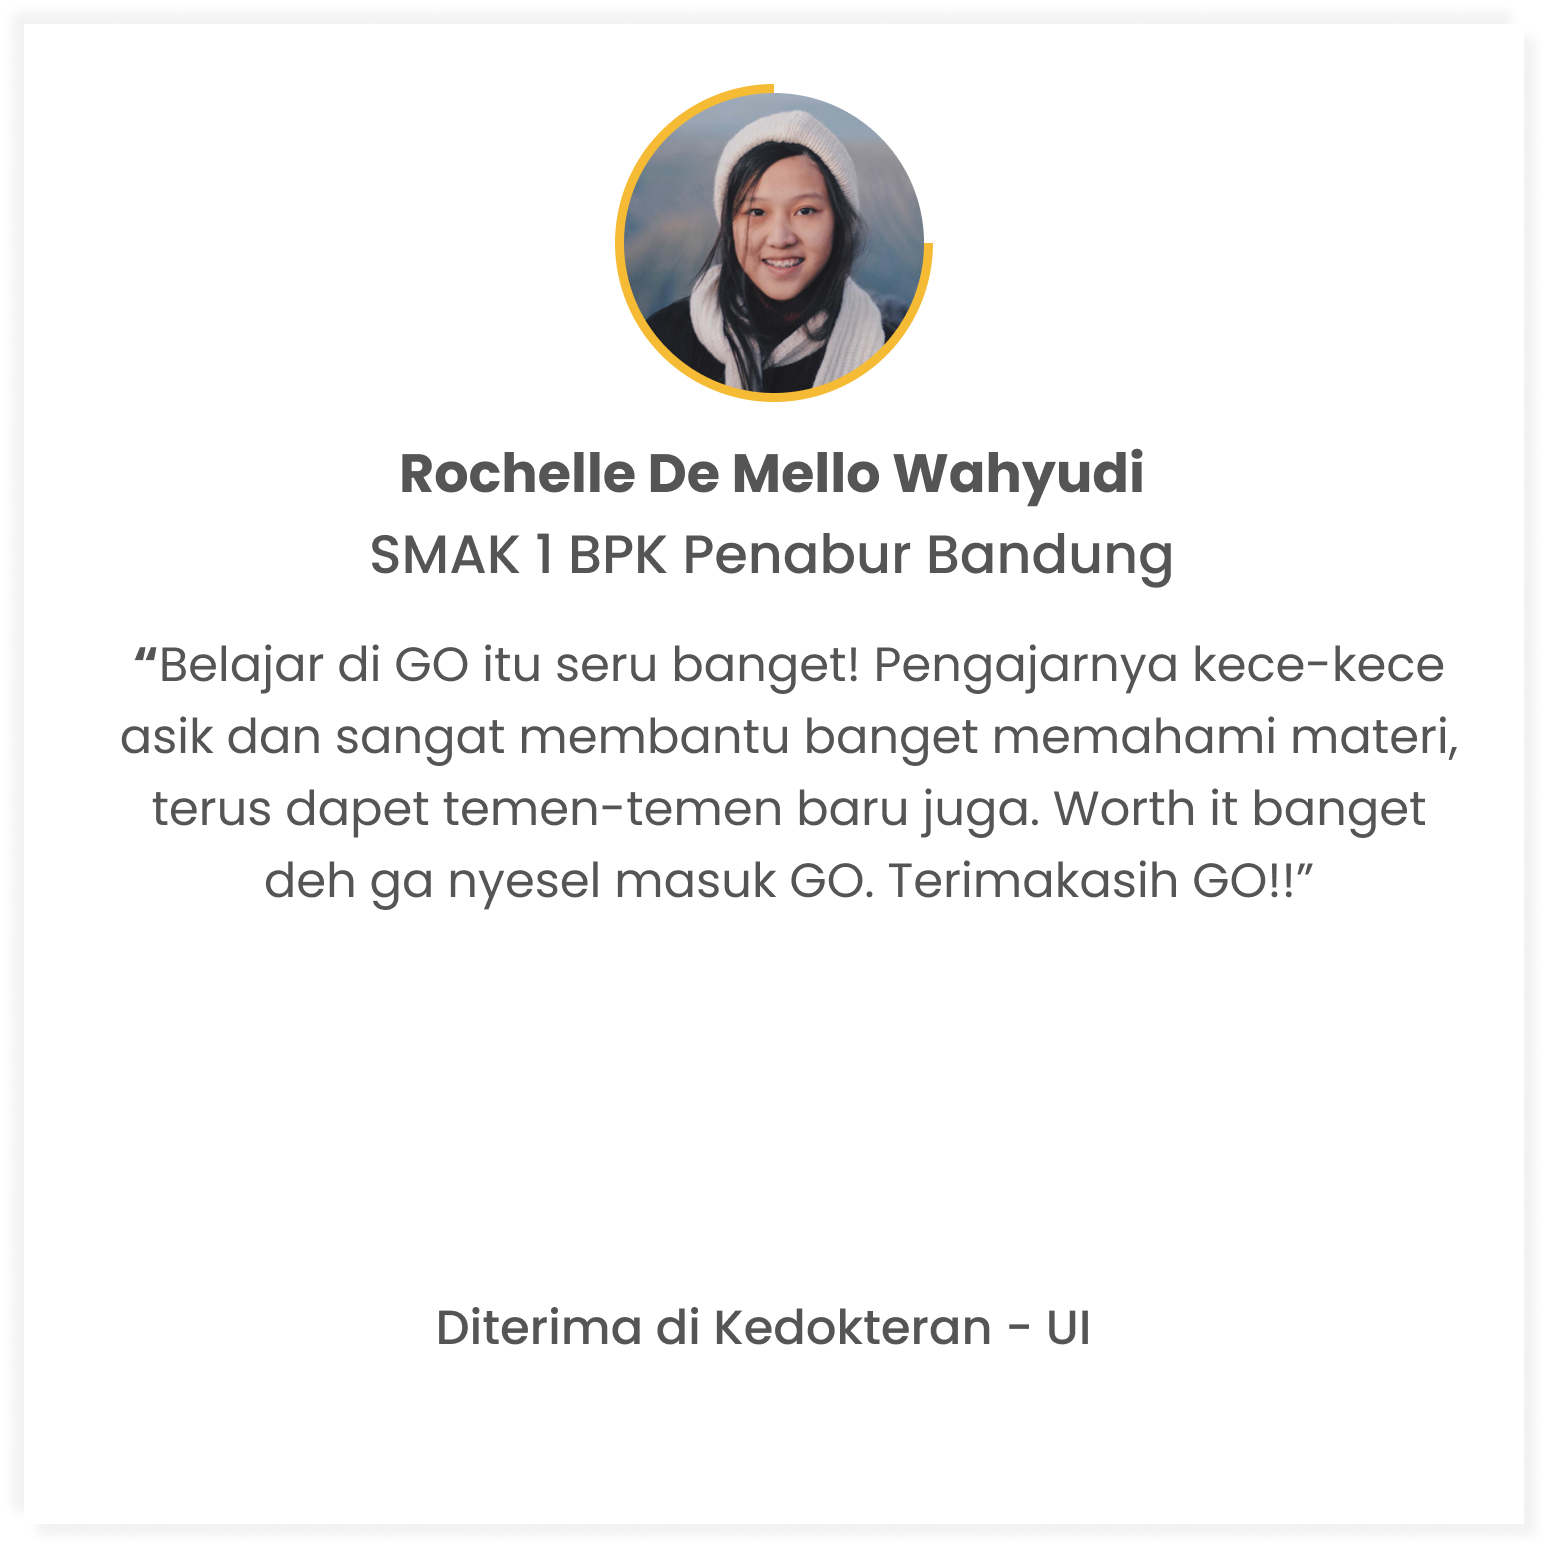 Rochelle De Mello Wahyudi
SMAK 1 BPK Penabur Bandung
“Belajar di GO itu seru banget! Pengajarnya kece-kece
asik dan sangat membantu banget memahami materi,
terus dapet temen-temen baru juga. Worth it banget
deh ga nyesel masuk GO. Terimakasih GO!!”
Diterima di Kedokteran - UI